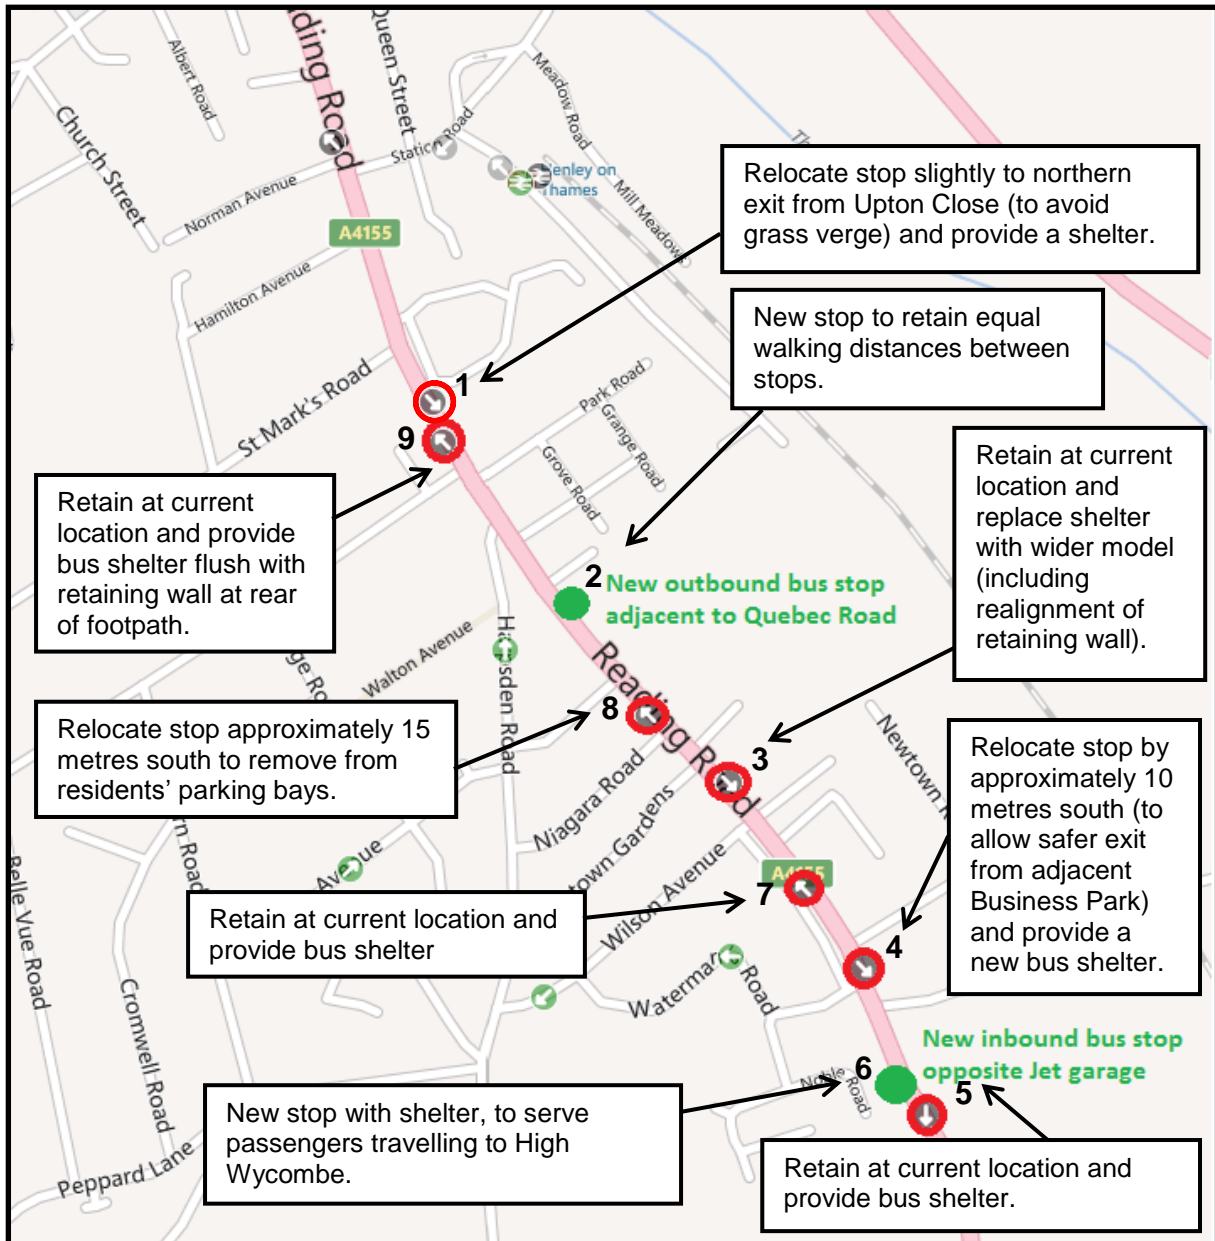 ding Road
Queen Street
Albert Road
Church Street
Meadow Road
Station Road
Norman Avenue
Henley on
Thames
Mill Meadows
A4155
Hamilton Avenue
St Mark's Road
Relocate stop slightly to northern
exit from Upton Close (to avoid
grass verge) and provide a shelter.
New stop to retain equal
walking distances between
stops.
1
9
Park Road
Grange Road
Grove Road
Retain at current
location and
replace shelter
with wider model
(including
realignment of
retaining wall).
Retain at current
location and provide
bus shelter flush with
retaining wall at rear
of footpath.
2
New outbound bus stop
adjacent to Quebec Road
Walton Avenue
Reading Road
Relocate stop approximately 15
metres south to remove from
residents' parking bays.
8
3
Niagara Road
town Gardens
Wilson Avenue
Relocate stop by
approximately 10
metres south (to
allow safer exit
from adjacent
Business Park)
and provide a
new bus shelter.
Avenue
A4155
7
Retain at current location and
provide bus shelter
4
Belle Vue Road
Cromwell Road
Road
New inbound bus stop
opposite Jet garage
6
Noble Road
5
New stop with shelter, to serve
passengers travelling to High
Wycombe.
Peppard Lane
Retain at current location and
provide bus shelter.